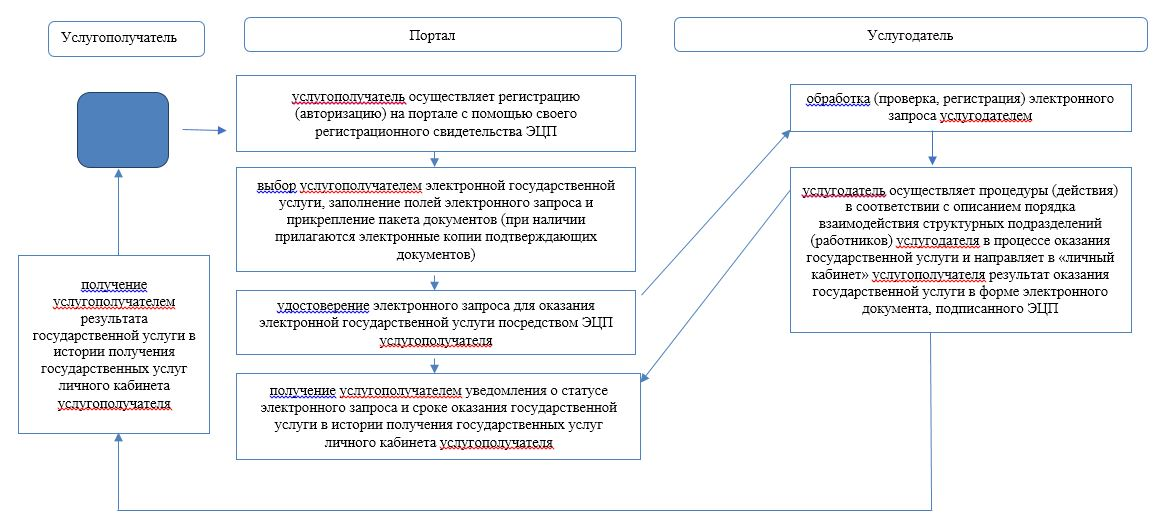 Услугополучатель
Портал
Услугодатель
услугополучатель осуществляет регистрацию
(авторизацию) на портале с помощью своего
регистрационного свидетельства ЭЦП
выбор услугополучателем электронной государственной
услуги, заполнение полей электронного запроса и
прикрепление пакета документов (при наличии
прилагаются электронные копии подтверждающих
документов)
удостоверение электронного запроса для оказания
электронной государственной услуги посредством ЭЦП
услугополучателя
получение услугополучателем уведомления о статусе
электронного запроса и сроке оказания государственной
услуги в истории получения государственных услуг
личного кабинета услугополучателя
обработка (проверка, регистрация) электронного
запроса услугодателем
услугодатель осуществляет процедуры (действия)
в соответствии с описанием порядка
взаимодействия структурных подразделений
(работников) услугодателя в процессе оказания
государственной услуги и направляет в «личный
кабинет» услугополучателя результат оказания
государственной услуги в форме электронного
документа, подписанного ЭЦП
получение
услугополучателем
результата
государственной услуги в
истории получения
государственных услуг
личного кабинета
услугополучателя